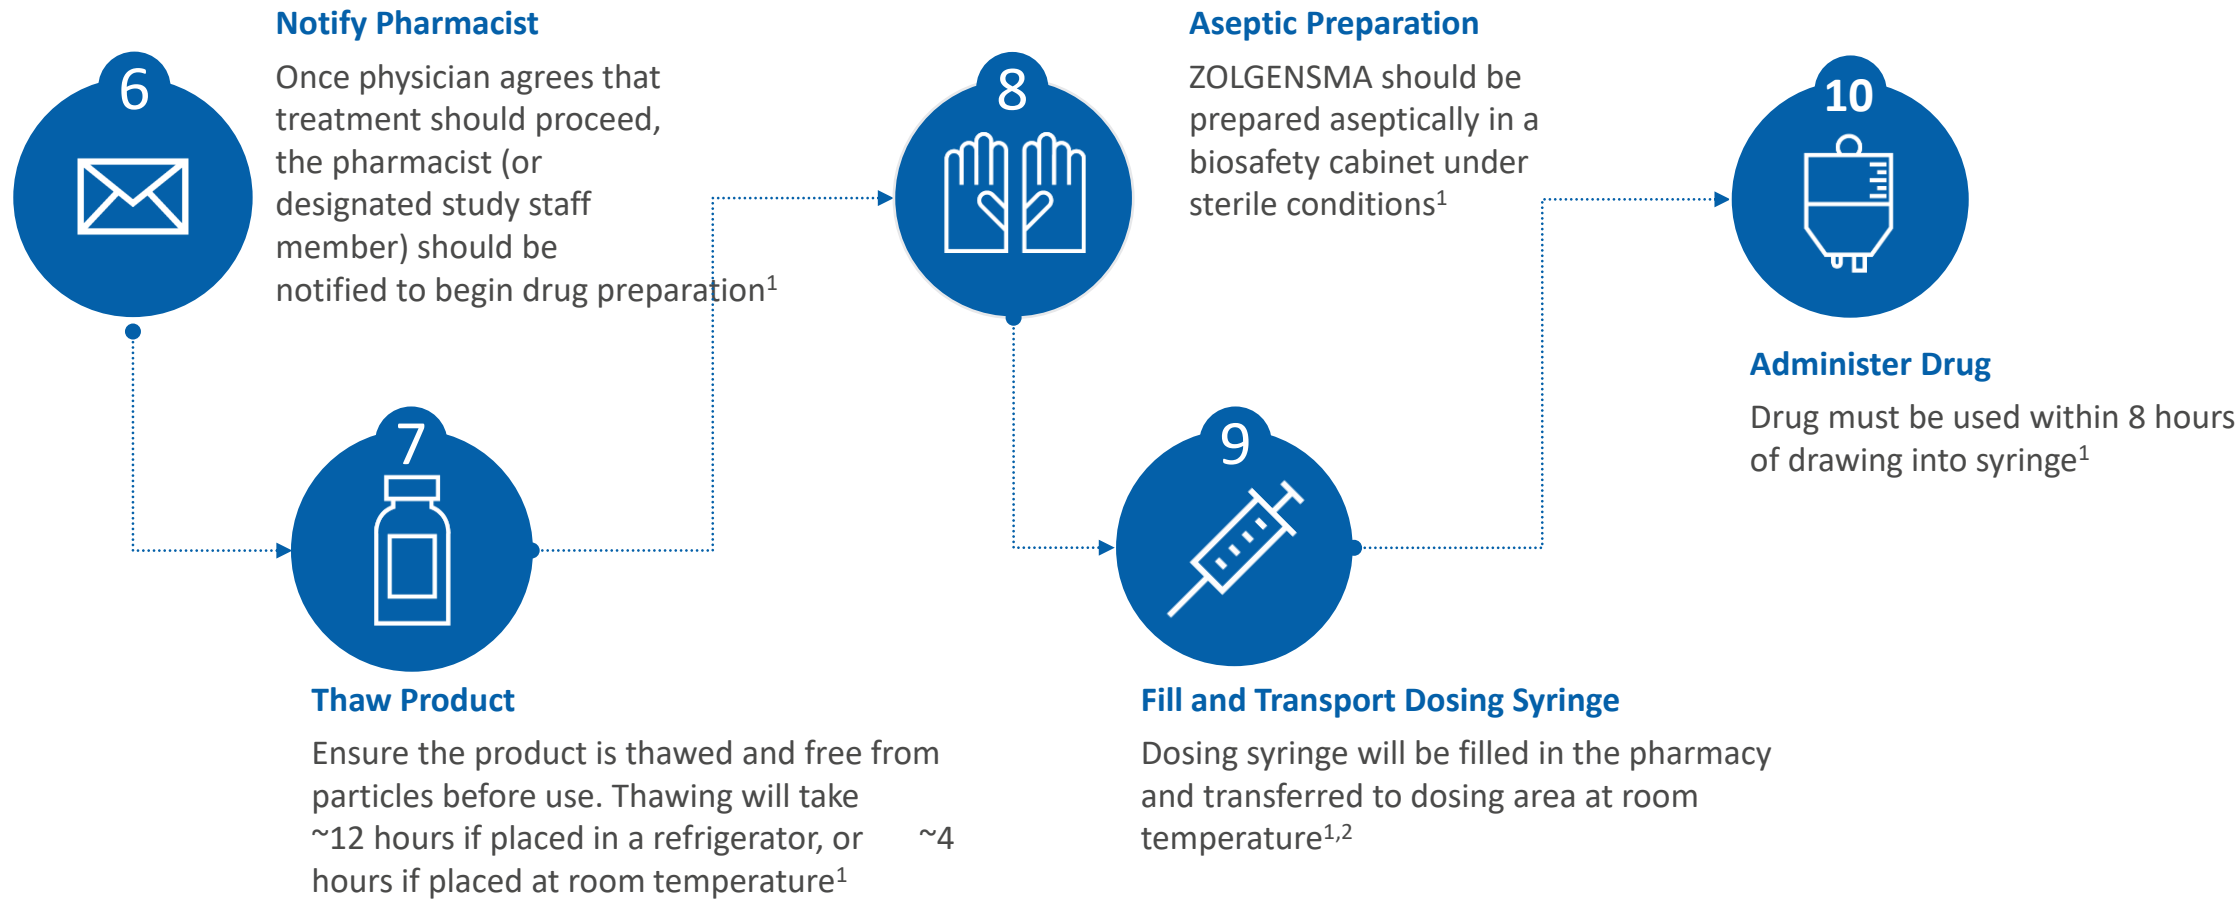 6
Notify Pharmacist
Once physician agrees that
treatment should proceed,
the pharmacist (or
designated study staff
member) should be
notified to begin drug preparation1
7
Thaw Product
Ensure the product is thawed and free from
particles before use. Thawing will take
~12 hours if placed in a refrigerator, or ~4
hours if placed at room temperature1
8
Aseptic Preparation
ZOLGENSMA should be
prepared aseptically in a
biosafety cabinet under
sterile conditions1
9
Fill and Transport Dosing Syringe
Dosing syringe will be filled in the pharmacy
and transferred to dosing area at room
temperature1,2
10
Administer Drug
Drug must be used within 8 hours
of drawing into syringe1